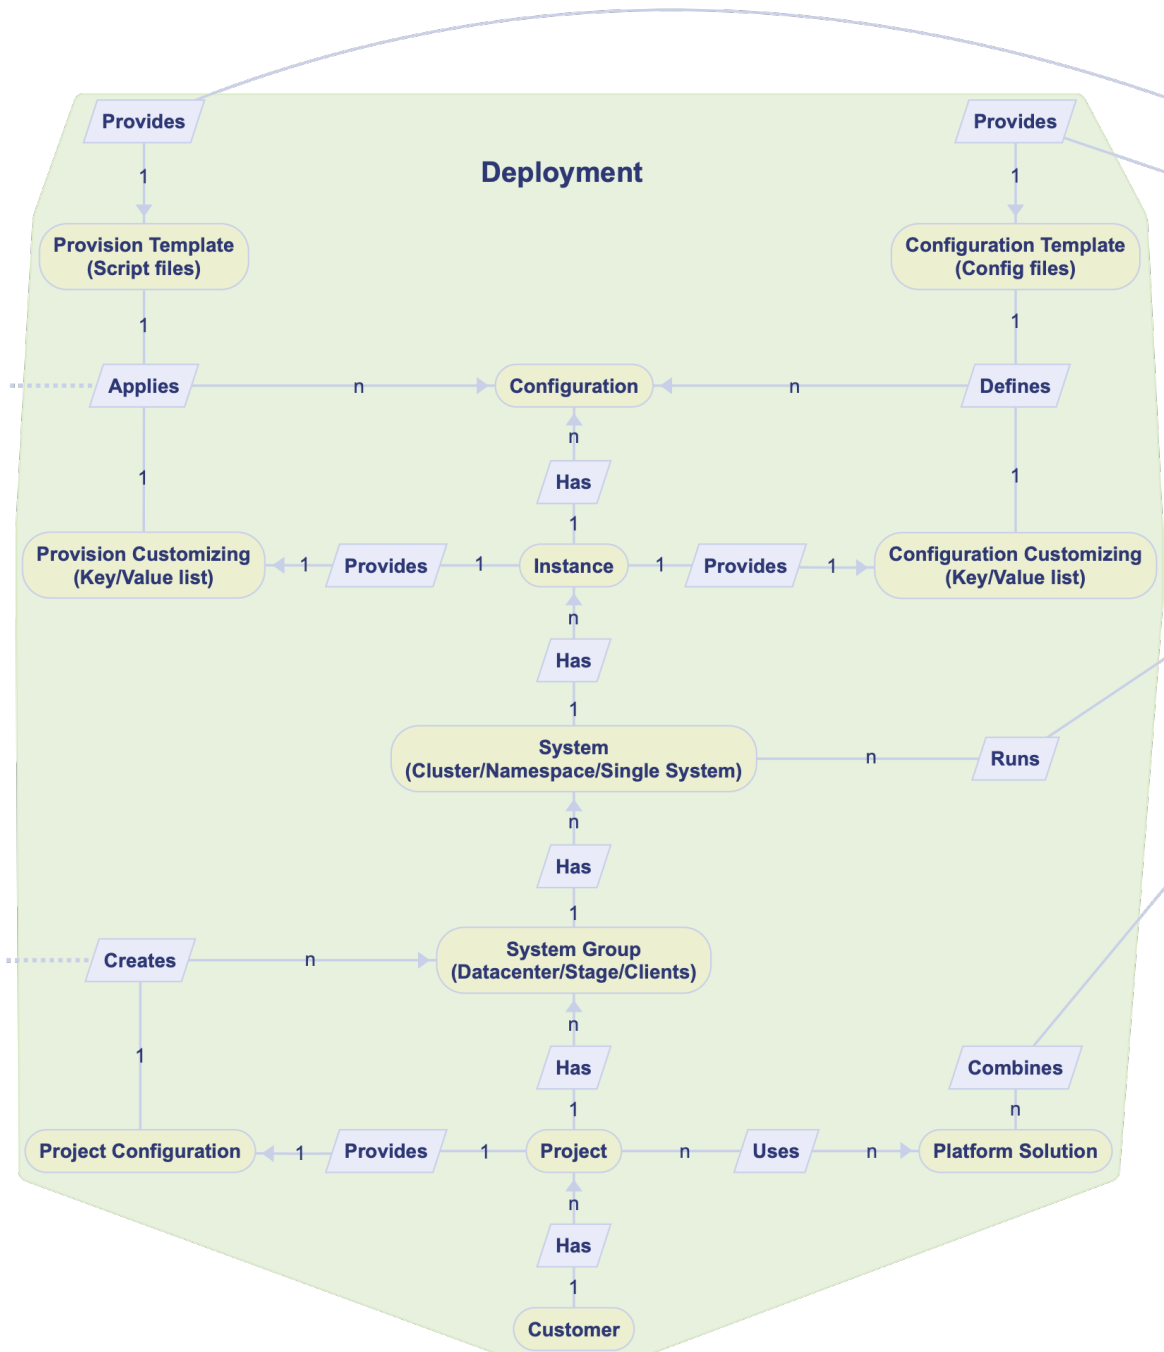 Provides
Provides
Deployment
1
1
Provision Template
(Script files)
Configuration Template
(Config files)
1
1
Applies
n
Configuration
n
Defines
n
1
Has
1
1
Provision Customizing
(Key/Value list)
1
Provides
1
Instance
1
Provides
1
Configuration Customizing
(Key/Value list)
n
Has
1
System
(Cluster/Namespace/Single System)
n
Runs
n
Has
1
Creates
n
System Group
(Datacenter/Stage/Clients)
n
1
Has
Combines
1
n
Project Configuration
1
Provides
1
Project
n
Uses
n
Platform Solution
n
Has
1
Customer